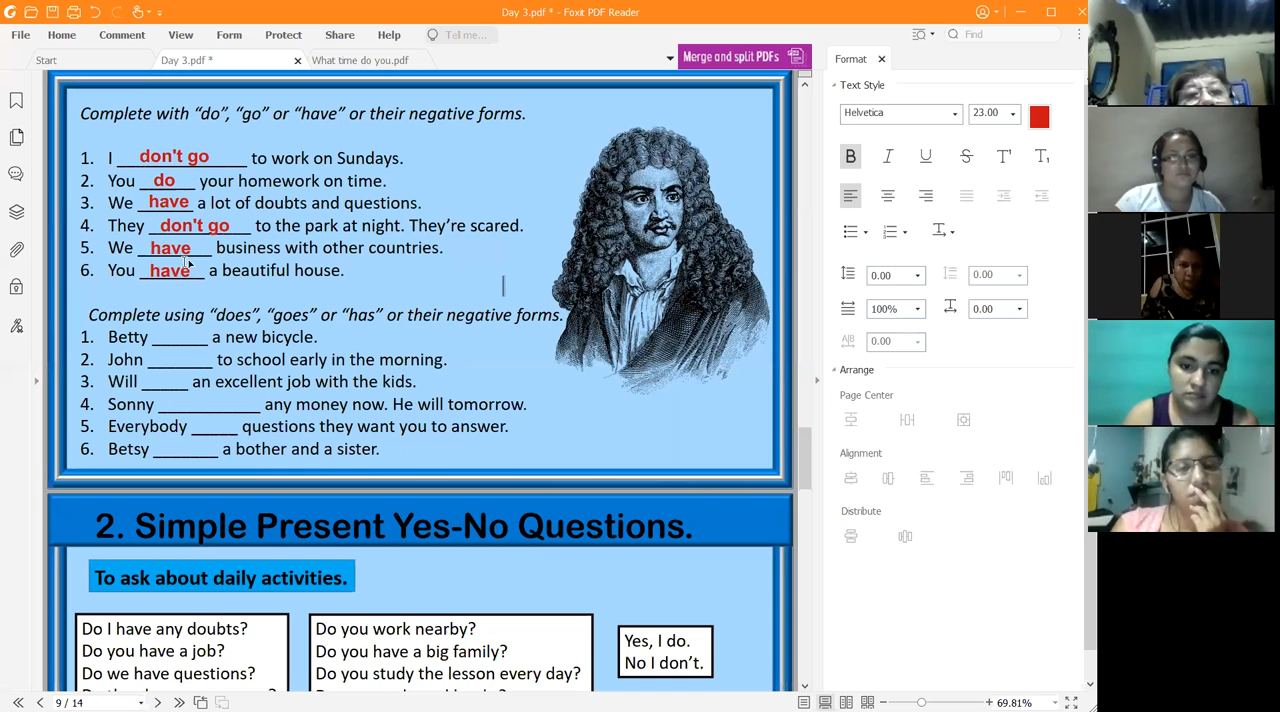 Day 3.pdf * - Foxit PDF Reader
File Home Comment View Form Protect Share Help Tell me... Find
Start Day 3.pdf * What time do you.pdf Merge and split PDFs
Complete with “do”, “go” or “have” or their negative forms.
1. I don't go to work on Sundays.
2. You do your homework on time.
3. We have a lot of doubts and questions.
4. They don't go to the park at night. They’re scared.
5. We have business with other countries.
6. You have a beautiful house.
Complete using “does”, “goes” or “has” or their negative forms.
1. Betty ______ a new bicycle.
2. John _______ to school early in the morning.
3. Will _____ an excellent job with the kids.
4. Sonny ___________ any money now. He will tomorrow.
5. Everybody _____ questions they want you to answer.
6. Betsy _______ a bother and a sister.
2. Simple Present Yes-No Questions.
To ask about daily activities.
Do I have any doubts?
Do you have a job?
Do we have questions?
Do you work nearby?
Do you have a big family?
Do you study the lesson every day?
Yes, I do.
No I don’t.
Format
Text Style
Helvetica 23.00
B I U S T T
0.00 0.00
100% 0.00
0.00
Arrange
Page Center
Alignment
Distribute
9 / 14
69.81%